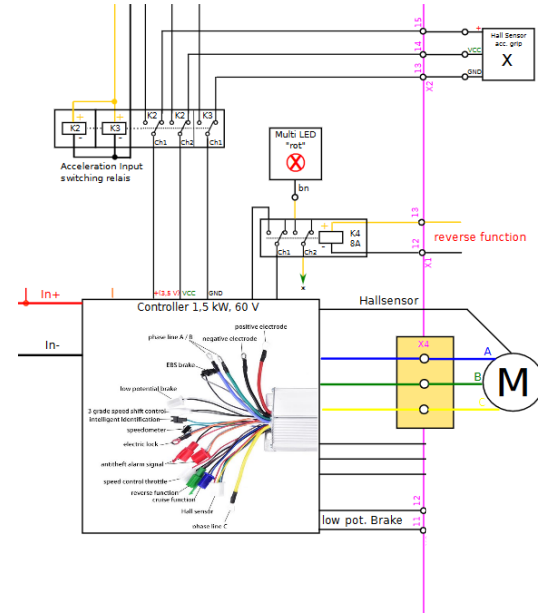 15
Hall Sensor
acc. grip
+
14
VCC
X
13
GND
X2
K2
K2
K3
+
+
K2
K3
-
-
Ch1
Ch2
Ch1
Multi LED
"rot"
Acceleration Input
switching relais
bn
13
+
K4
8A
-
reverse function
12
Ch1
Ch2
X1
x
+(3,8 V)
VCC
GND
In+
Controller 1,5 kW, 60 V
Hallsensor
positive electrode
phase line A / B
negative electrode
In-
X4
A
EBS brake
M
B
low potential brake
C
3 grade speed shift control
intelligent identification
speedometer
electric lock
antitheft alarm signal
speed control throttle
reverse function
cruise function
Hall sensor
phase line C
12
low pot. Brake
11